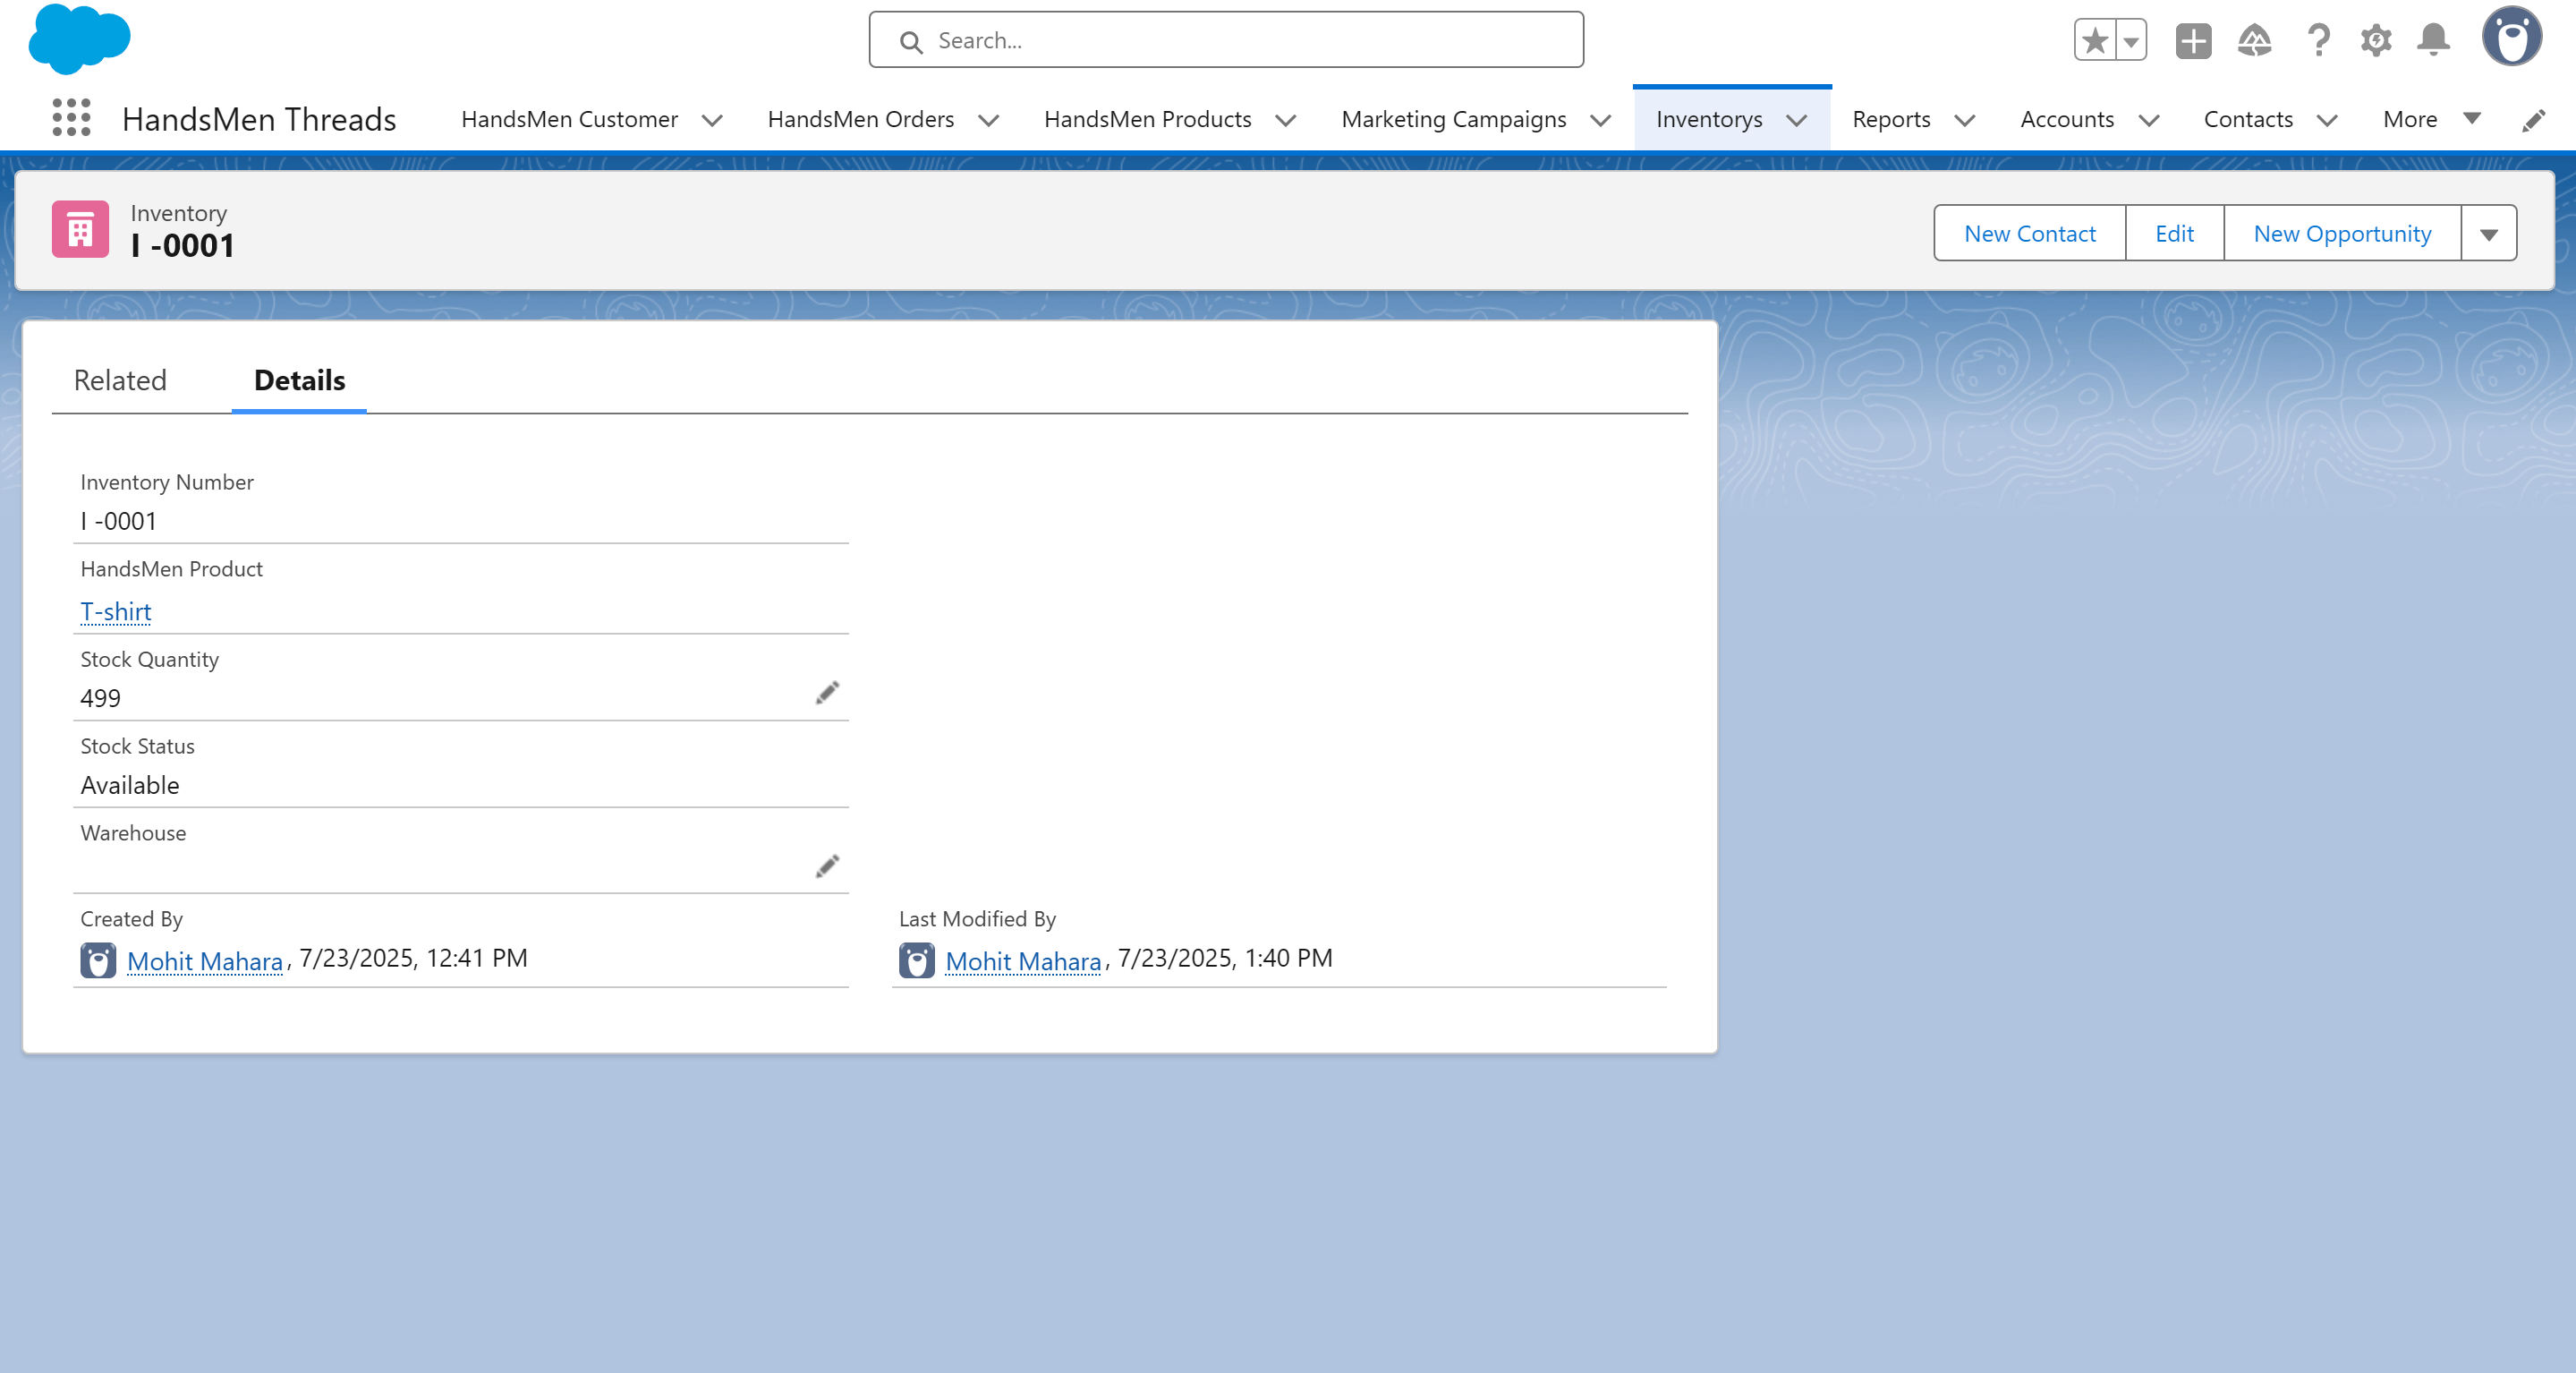 Search...
HandsMen Threads HandsMen Customer HandsMen Orders HandsMen Products Marketing Campaigns Inventorys Reports Accounts Contacts More
Inventory
I -0001
New Contact Edit New Opportunity
Related Details
Inventory Number
I -0001
HandsMen Product
T-shirt
Stock Quantity
499
Stock Status
Available
Warehouse
Created By
Mohit Mahara, 7/23/2025, 12:41 PM
Last Modified By
Mohit Mahara, 7/23/2025, 1:40 PM